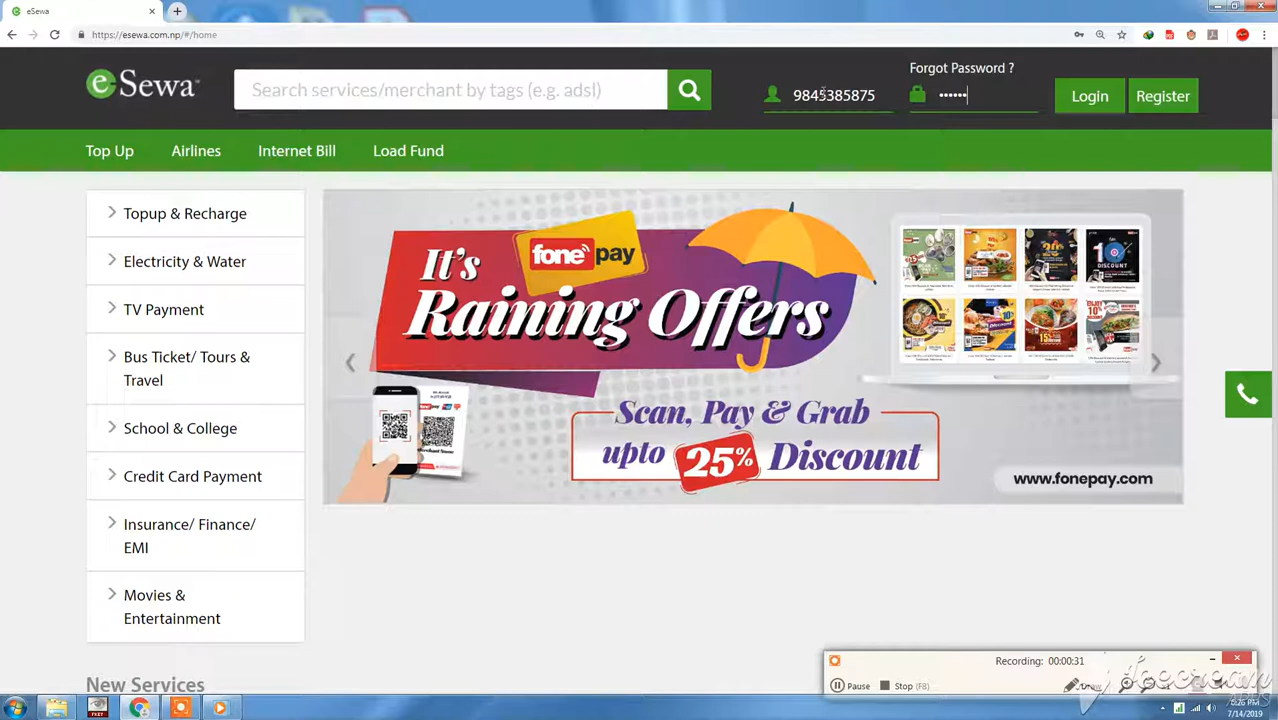 eSewa
https://esewa.com.np/#/home
eSewa
Search services/merchant by tags (e.g. adsl)
Forgot Password ?
9845385875
••••••
Login
Register
Top Up
Airlines
Internet Bill
Load Fund
Topup & Recharge
Electricity & Water
TV Payment
Bus Ticket/ Tours &
Travel
School & College
Credit Card Payment
Insurance/ Finance/
EMI
Movies &
Entertainment
It's
fonepay
Raining Offers
Scan, Pay & Grab
upto 25% Discount
www.fonepay.com
New Services
Recording: 00:00:31
Pause
Stop (F8)
Draw
icecream
7/14/2019